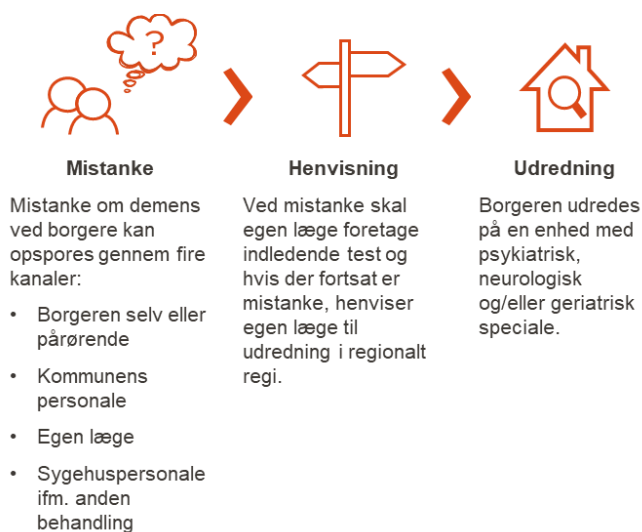 ?
Mistanke
Mistanke om demens
ved borgere kan
opspores gennem fire
kanaler:
• Borgeren selv eller
pårørende
• Kommunens
personale
• Egen læge
• Sygehuspersonale
ifm. anden
behandling
Henvisning
Ved mistanke skal
egen læge foretage
indledende test og
hvis der fortsat er
mistanke, henviser
egen læge til
udredning i regionalt
regi.
Udredning
Borgeren udredes
på en enhed med
psykiatrisk,
neurologisk
og/eller geriatrisk
speciale.